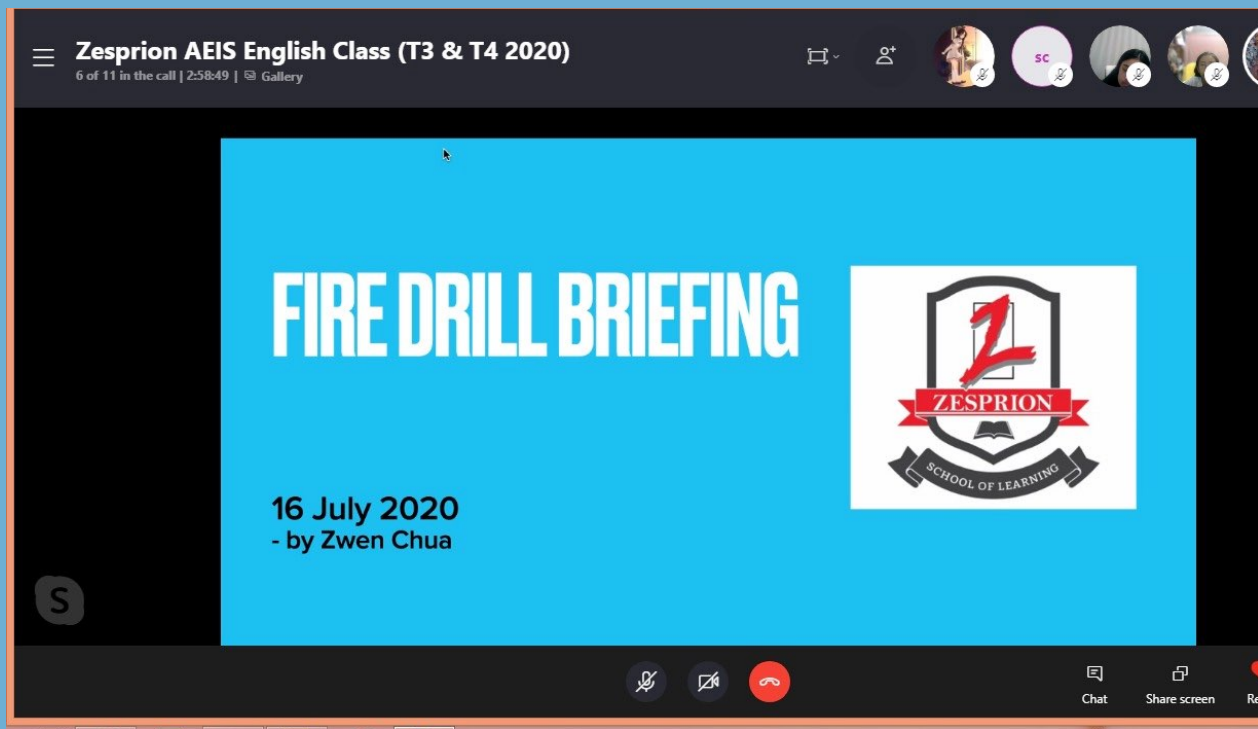 Zesprion AEIS English Class (T3 & T4 2020)
6 of 11 in the call | 2:58:49 | Gallery
SC
FIRE DRILL BRIEFING
ZESPRION
SCHOOL OF LEARNING
16 July 2020
- by Zwen Chua
S
Chat
Share screen
Re